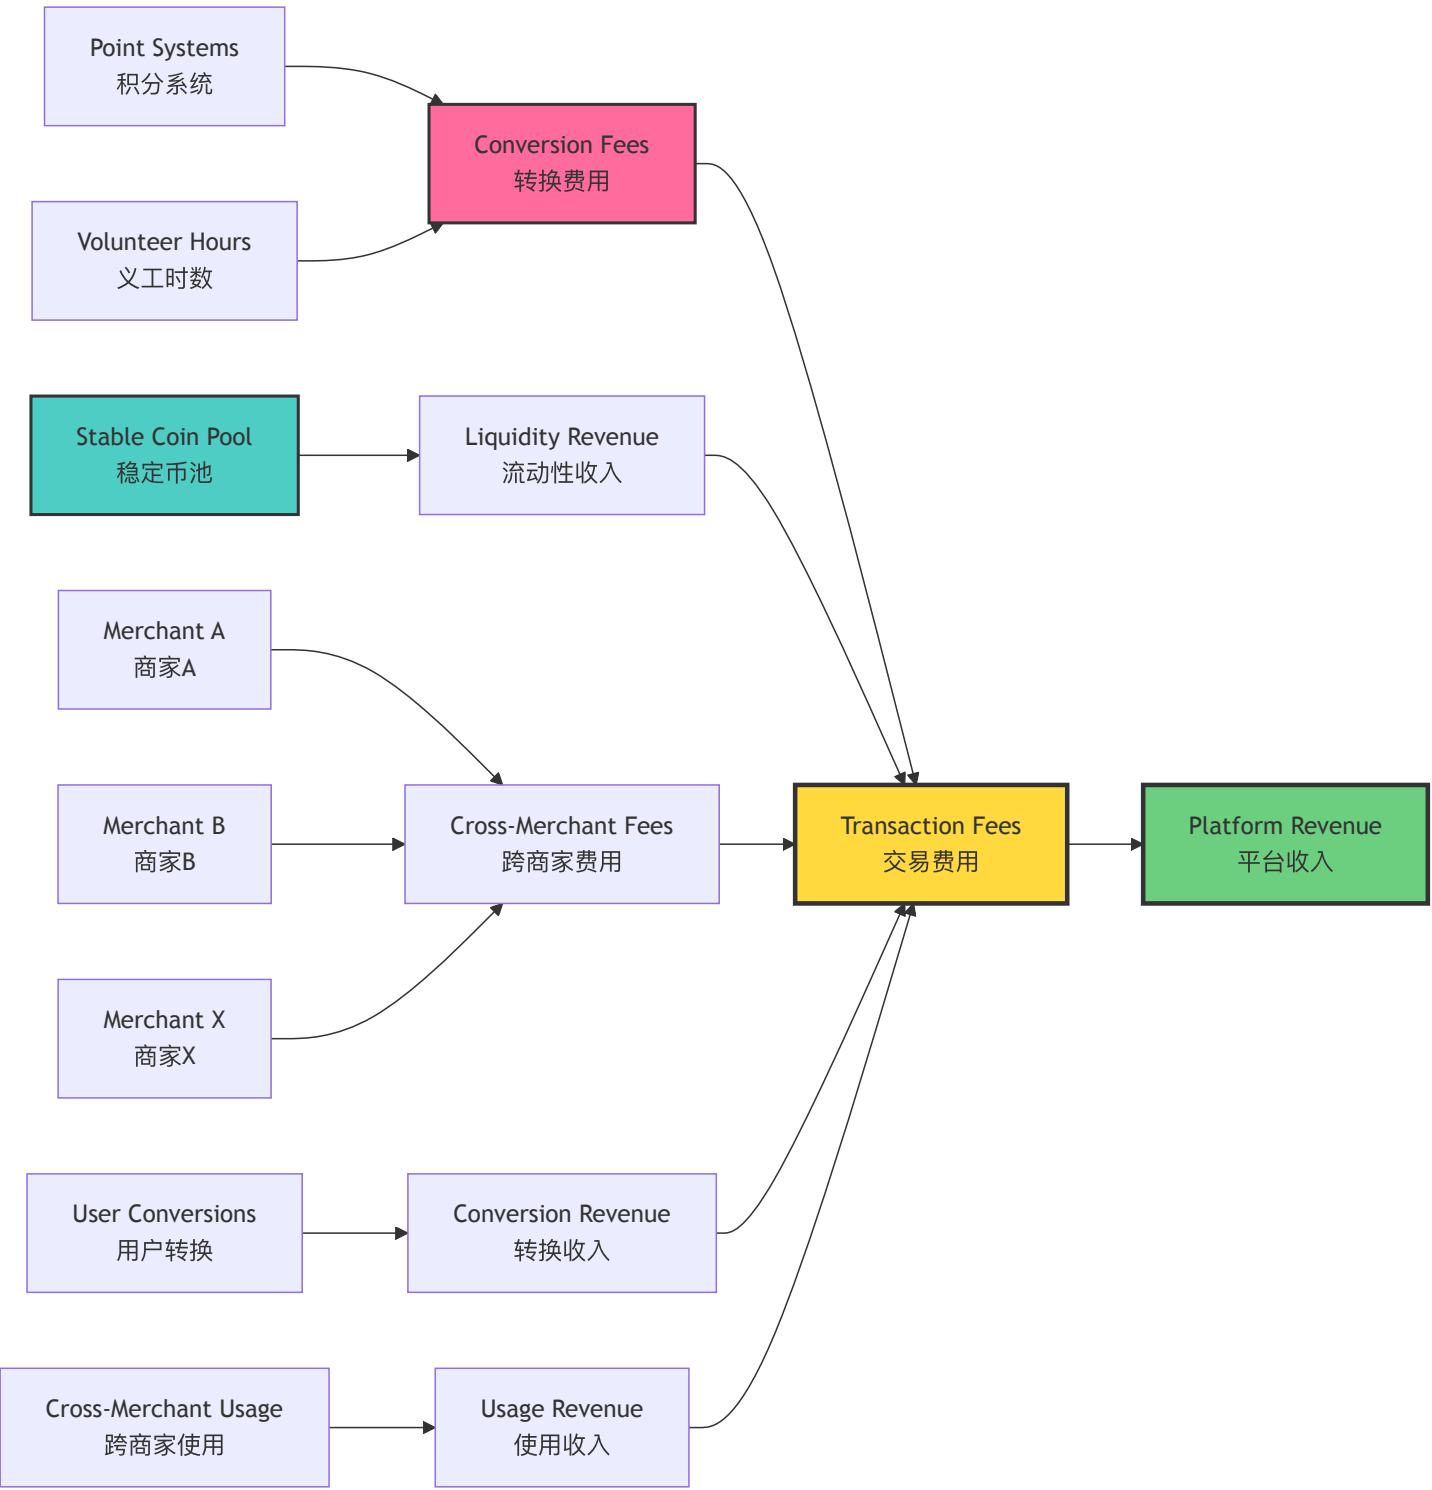 Point Systems
积分系统
Volunteer Hours
义工时数
Conversion Fees
转换费用
Stable Coin Pool
稳定币池
Liquidity Revenue
流动性收入
Merchant A
商家A
Merchant B
商家B
Merchant X
商家X
Cross-Merchant Fees
跨商家费用
Transaction Fees
交易费用
Platform Revenue
平台收入
User Conversions
用户转换
Conversion Revenue
转换收入
Cross-Merchant Usage
跨商家使用
Usage Revenue
使用收入